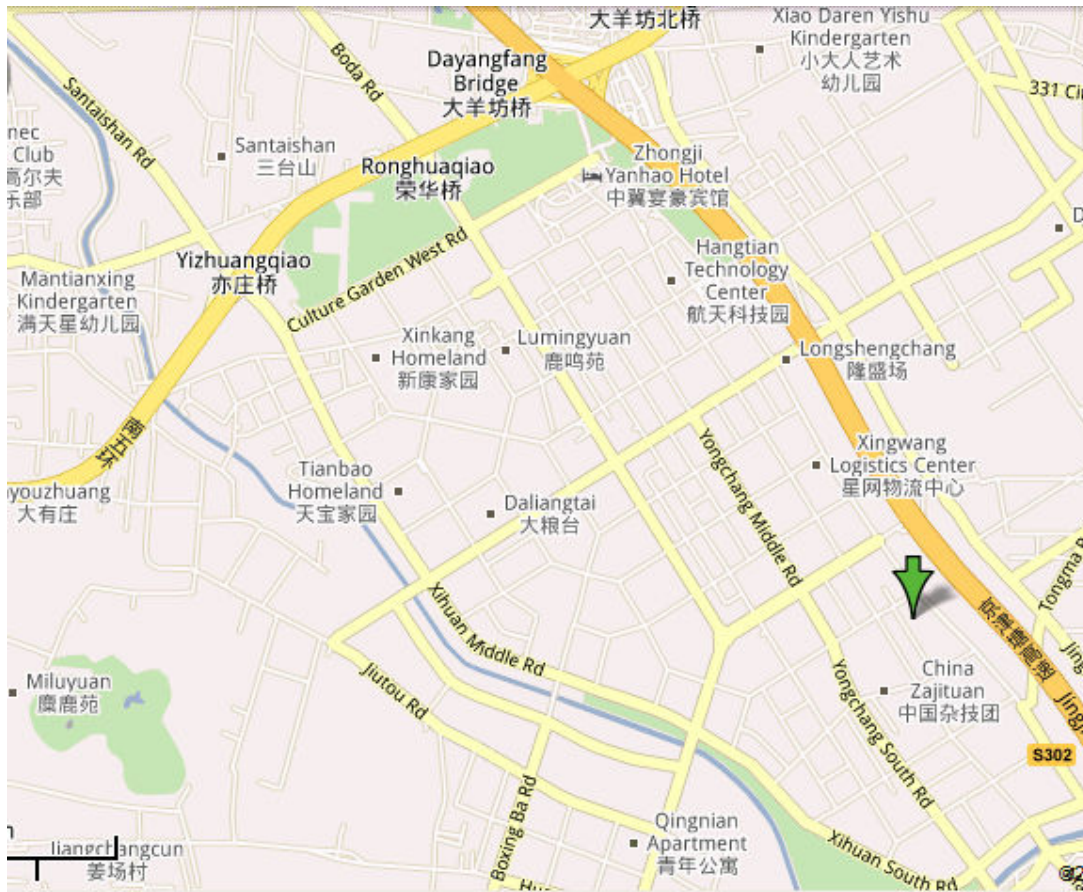 大羊坊北桥
Xiao Daren Yishu
Kindergarten
小大人艺术
幼儿园
Dayangfang
Bridge
大羊坊桥
Boda Rd
331
Santaishan Rd
Santaishan
三台山
Club
Ronghuaqiao
荣华桥
Zhongji
Yanhao Hotel
中翼宴豪宾馆
D
Yizhuangqiao
亦庄桥
Culture Garden West Rd
Hangtian
Technology
Center
航天科技园
Mantianxing
Kindergarten
满天星幼儿园
Xinkang
Homeland
新康家园
Lumingyuan
鹿鸣苑
Longshengchang
隆盛场
南五环
Yongchang Middle Rd
Xingwang
Logistics Center
星网物流中心
Tianbao
Homeland
天宝家园
youzhuang
大有庄
Daliangtai
大粮台
Tongma R
Xihuan Middle Rd
Jiutou Rd
Jing
Miluyuan
麋鹿苑
Yongchang South Rd
China
Zajituan
中国杂技团
S302
Boxing Ba Rd
Qingnian
Apartment
青年公寓
Xihuan South Rd
Jiangchangcun
姜场村